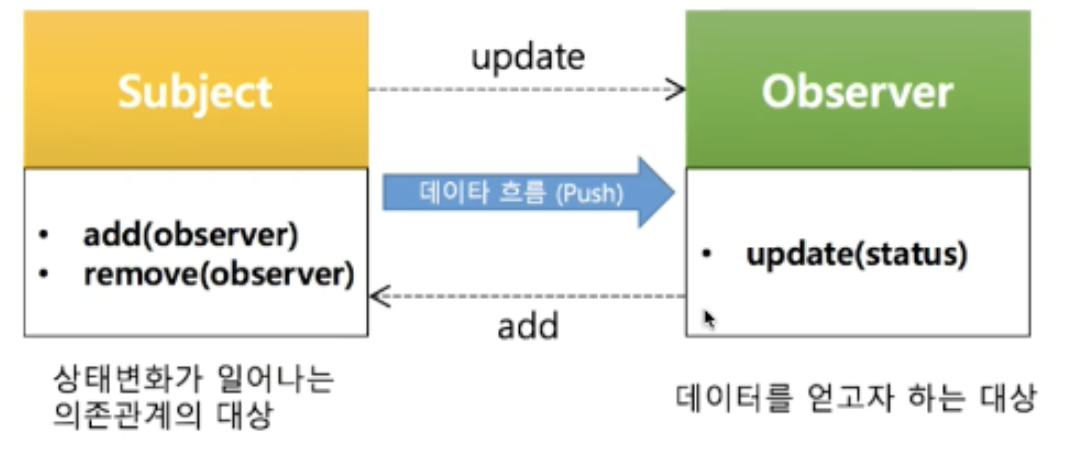 Subject
update
Observer
데이타 흐름 (Push)
• add(observer)
• remove(observer)
• update(status)
add
상태변화가 일어나는
의존관계의 대상
데이터를 얻고자 하는 대상